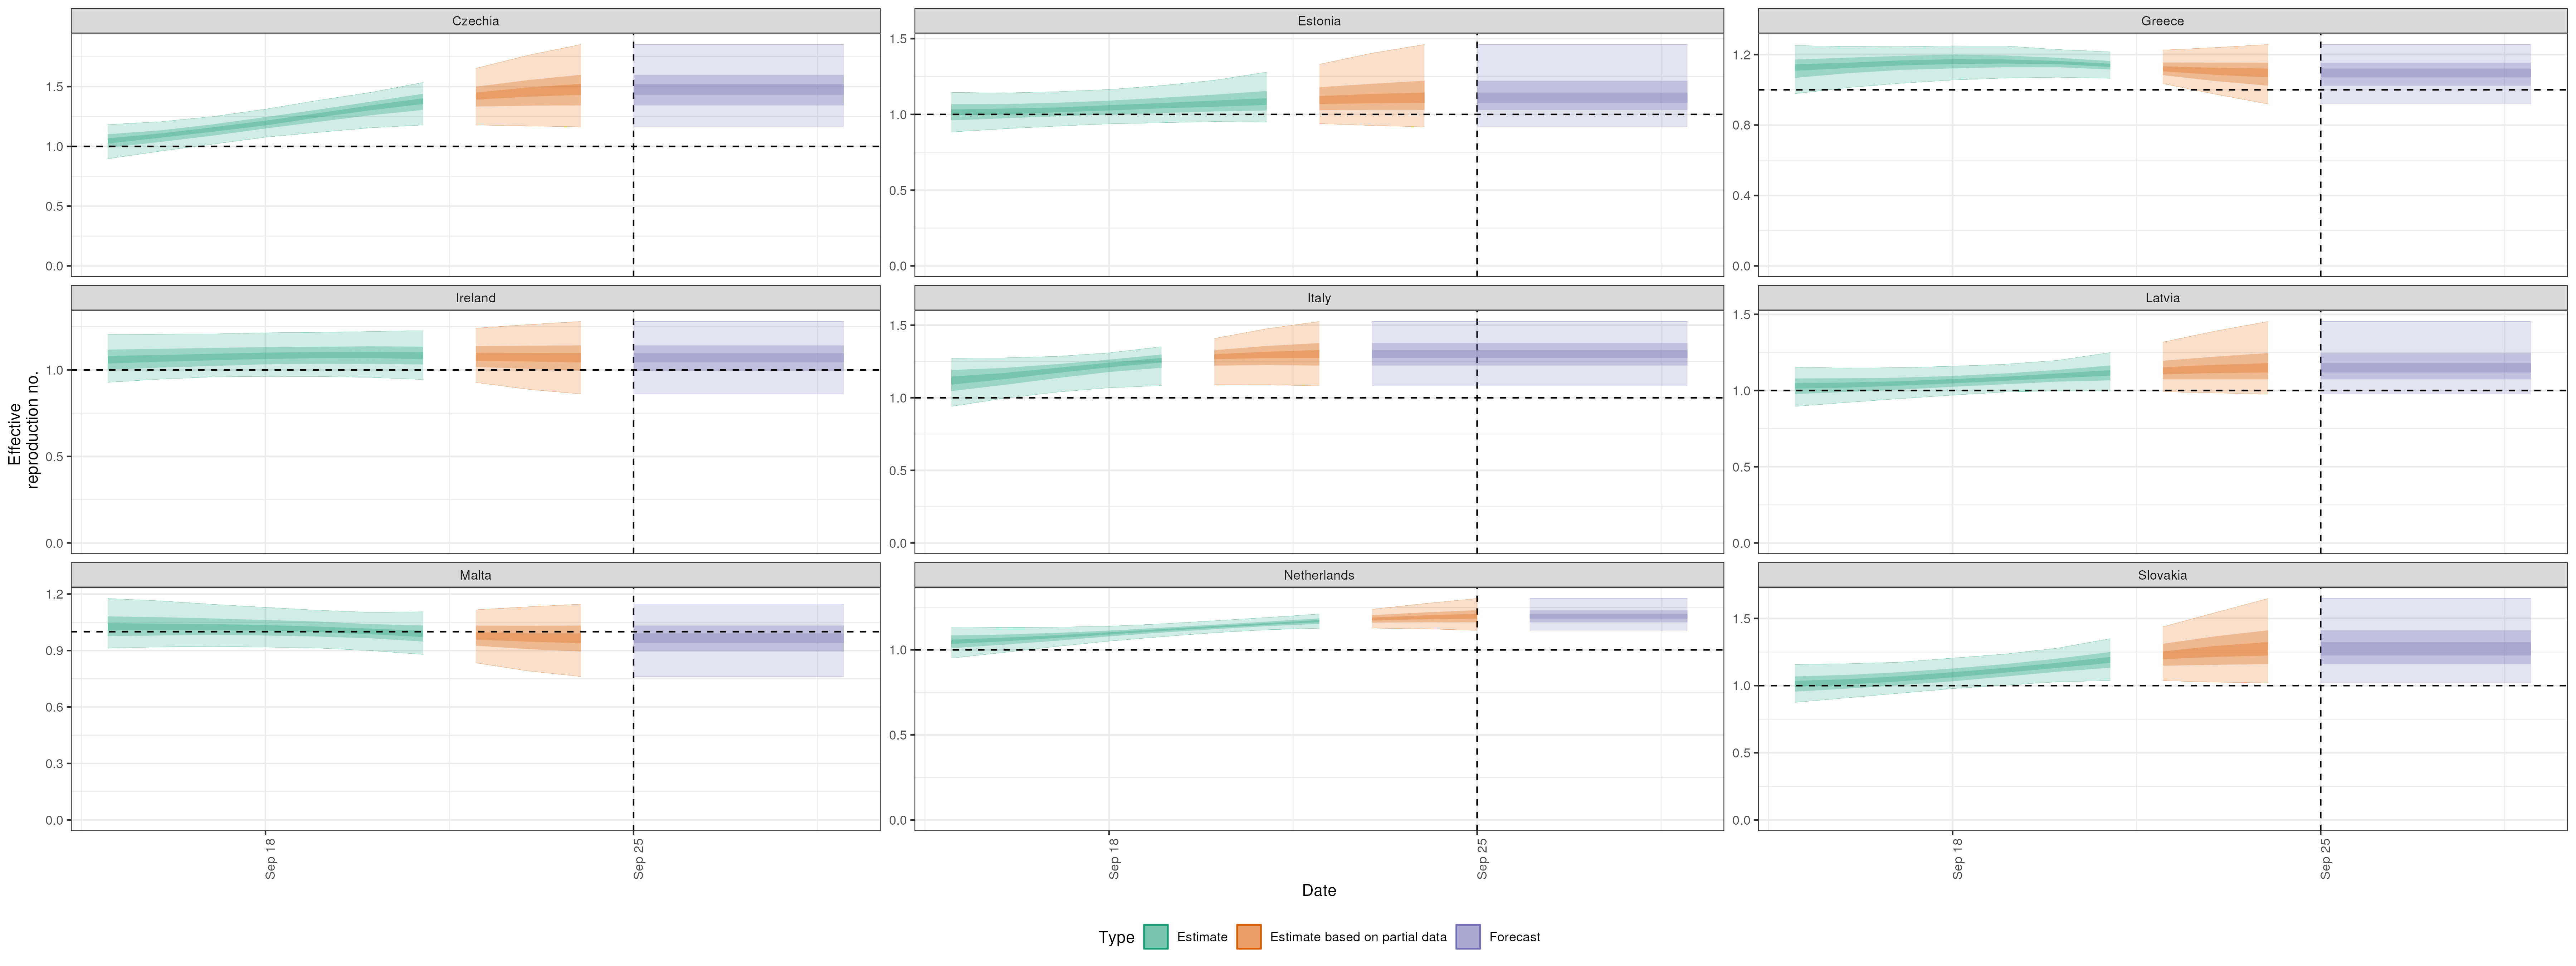 Czechia
Estonia
Greece
1.5
1.0
0.5
0.0
1.5
1.0
0.5
0.0
1.2
0.8
0.4
0.0
Ireland
Italy
Latvia
1.0
0.5
0.0
1.5
1.0
0.5
0.0
1.5
1.0
0.5
0.0
Effective
reproduction no.
Malta
Netherlands
Slovakia
1.2
0.9
0.6
0.3
0.0
1.0
0.5
0.0
1.5
1.0
0.5
0.0
Sep 18
Sep 25
Sep 18
Sep 25
Sep 18
Sep 25
Date
Type Estimate Estimate based on partial data Forecast